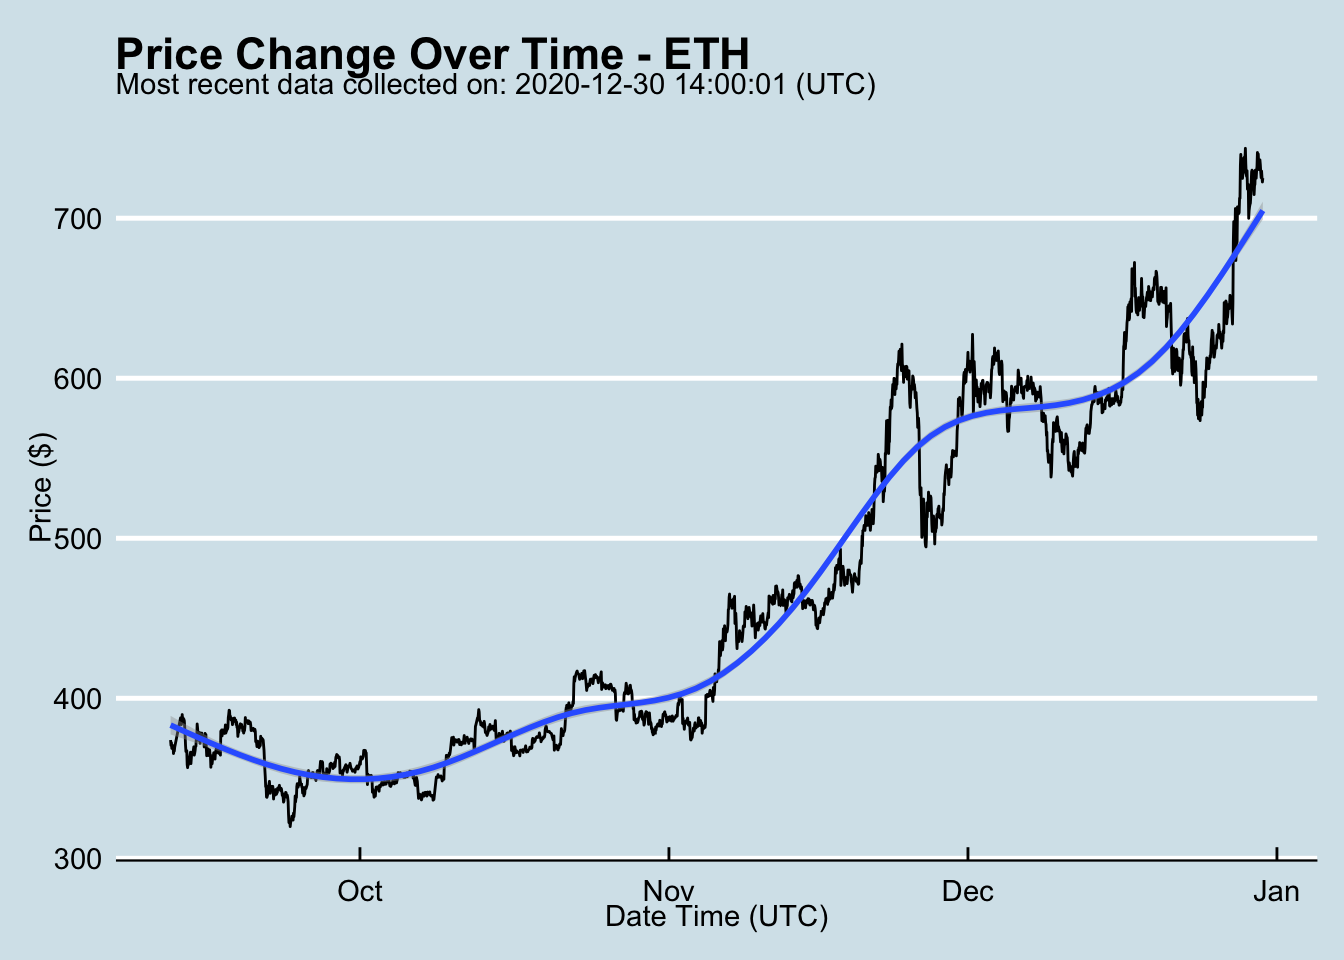 Price Change Over Time - ETH
Most recent data collected on: 2020-12-30 14:00:01 (UTC)
Price ($)
700
600
500
400
300
Oct
Nov
Dec
Jan
Date Time (UTC)